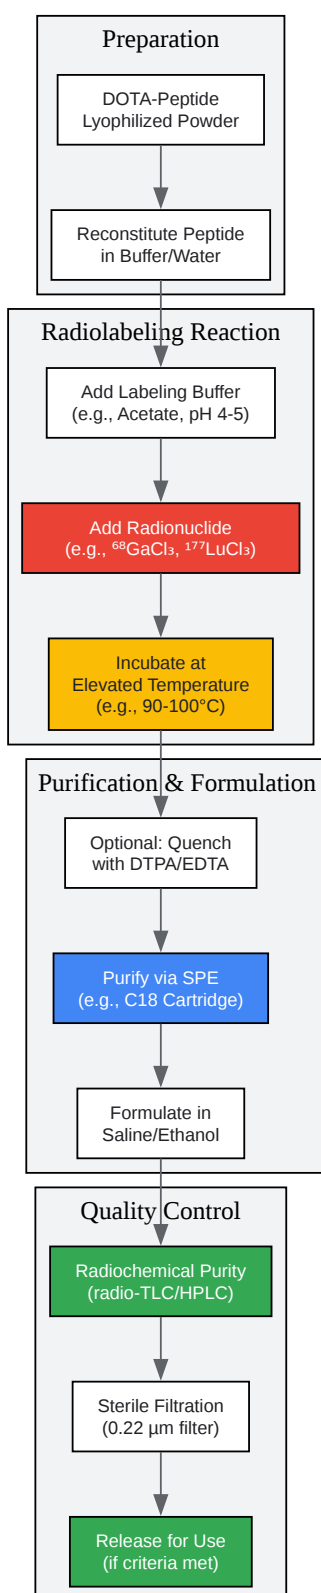 Preparation
DOTA-Peptide
Lyophilized Powder
Reconstitute Peptide
in Buffer/Water
Radiolabeling Reaction
Add Labeling Buffer
(e.g., Acetate, pH 4-5)
Add Radionuclide
(e.g., ⁶⁸GaCl₃, ¹⁷⁷LuCl₃)
Incubate at
Elevated Temperature
(e.g., 90-100°C)
Purification & Formulation
Optional: Quench
with DTPA/EDTA
Purify via SPE
(e.g., C18 Cartridge)
Formulate in
Saline/Ethanol
Quality Control
Radiochemical Purity
(radio-TLC/HPLC)
Sterile Filtration
(0.22 µm filter)
Release for Use
(if criteria met)